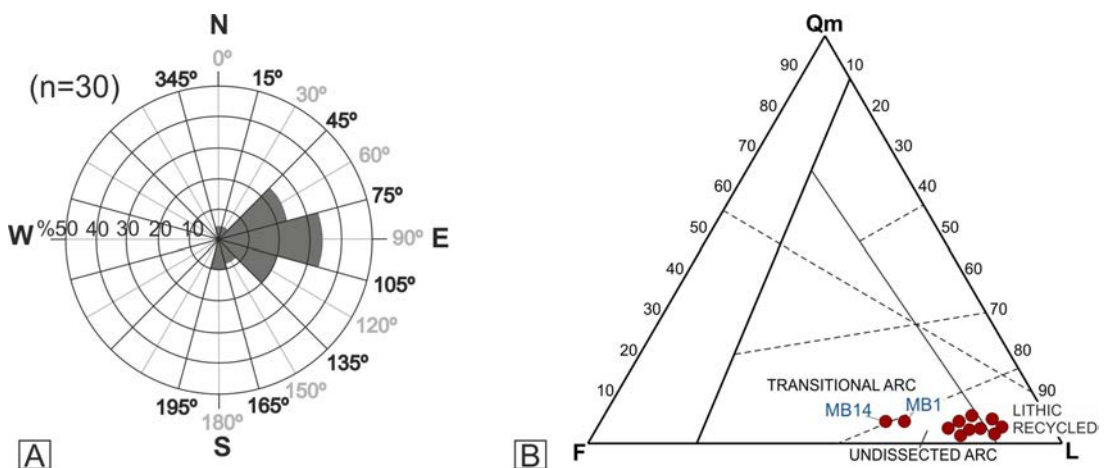 N
0º
(n=30)
345º 15º
30º
45º
60º
75º
W %50 40 30 20 10 90º E
105º
120º
135º
150º
195º 165º
180º
S
A
Qm
90 10
80 20
70 30
60 40
50 50
40 60
30 70
20 80
10 90
TRANSITIONAL ARC
MB14 MB1
LITHIC
RECYCLED
F L
UNDISSECTED ARC
B